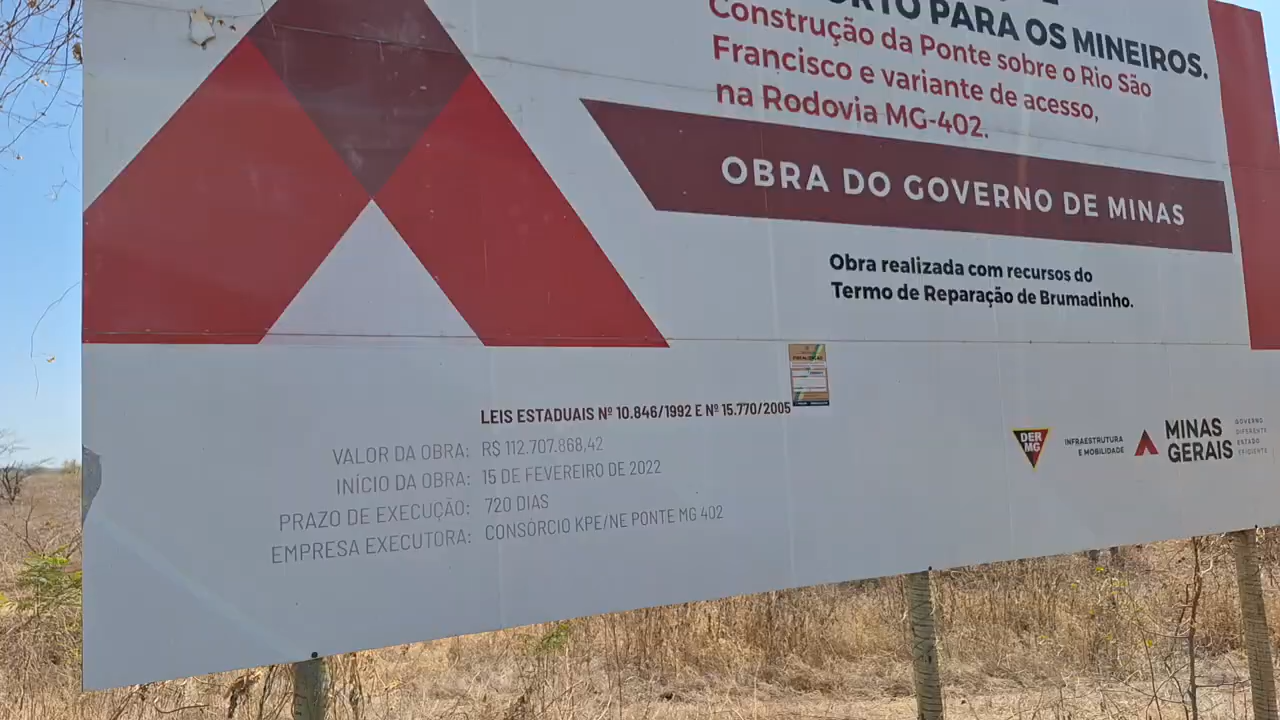 PARA OS MINEIROS.
Construção da Ponte sobre o Rio São
Francisco e variante de acesso,
na Rodovia MG-402.
OBRA DO GOVERNO DE MINAS
Obra realizada com recursos do
Termo de Reparação de Brumadinho.
LEIS ESTADUAIS Nº 10.846/1992 E Nº 15.770/2005
VALOR DA OBRA: R$ 112.707.868,42
INÍCIO DA OBRA: 15 DE FEVEREIRO DE 2022
PRAZO DE EXECUÇÃO: 720 DIAS
EMPRESA EXECUTORA: CONSÓRCIO KPE/NE PONTE MG 402
DER
MG
INFRAESTRUTURA
E MOBILIDADE
MINAS
GERAIS
GOVERNO
DIFERENTE
ESTADO
EFICIENTE